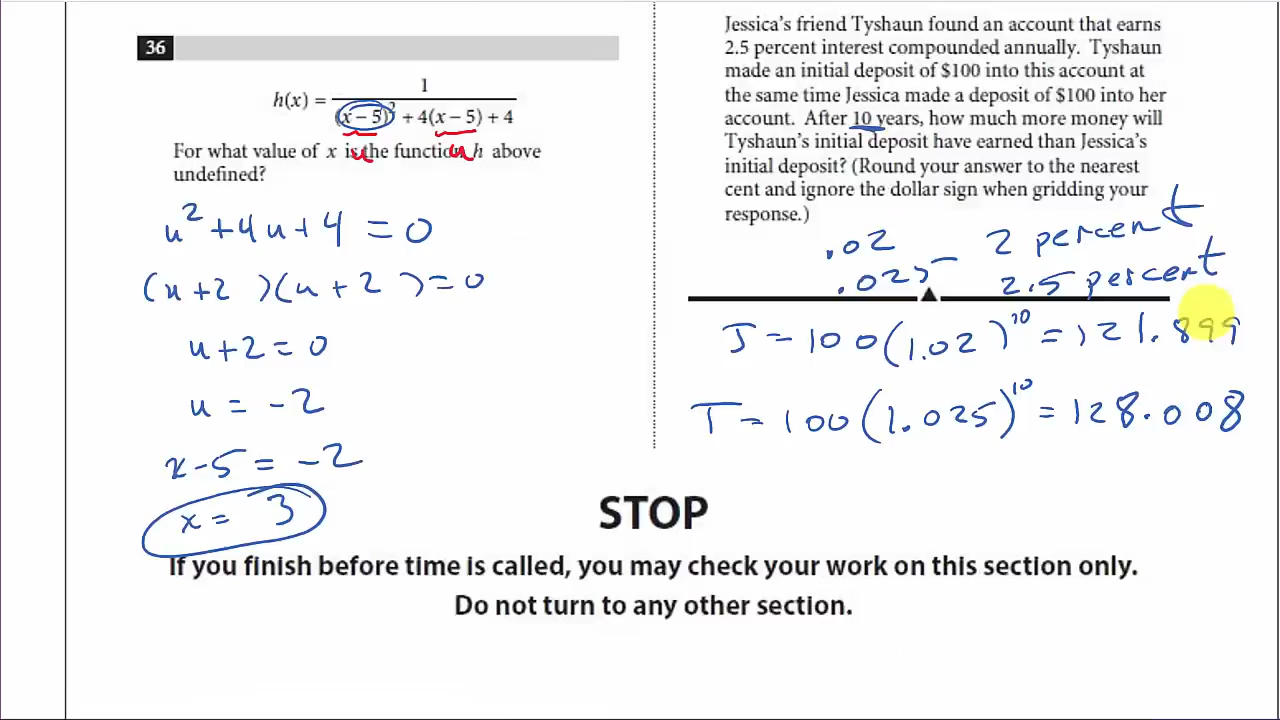 36
h(x) = 1 / (x − 5)² + 4(x − 5) + 4
u u
For what value of x is the function h above
undefined?
u² + 4u + 4 = 0
(u + 2)(u + 2) = 0
u + 2 = 0
u = -2
x - 5 = -2
x = 3
Jessica’s friend Tyshaun found an account that earns
2.5 percent interest compounded annually. Tyshaun
made an initial deposit of $100 into this account at
the same time Jessica made a deposit of $100 into her
account. After 10 years, how much more money will
Tyshaun’s initial deposit have earned than Jessica’s
initial deposit? (Round your answer to the nearest
cent and ignore the dollar sign when gridding your
response.)
.02 2 percent
.025 – 2.5 percent
J = 100(1.02)¹⁰ = 121.899
T = 100(1.025)¹⁰ = 128.008
STOP
If you finish before time is called, you may check your work on this section only.
Do not turn to any other section.